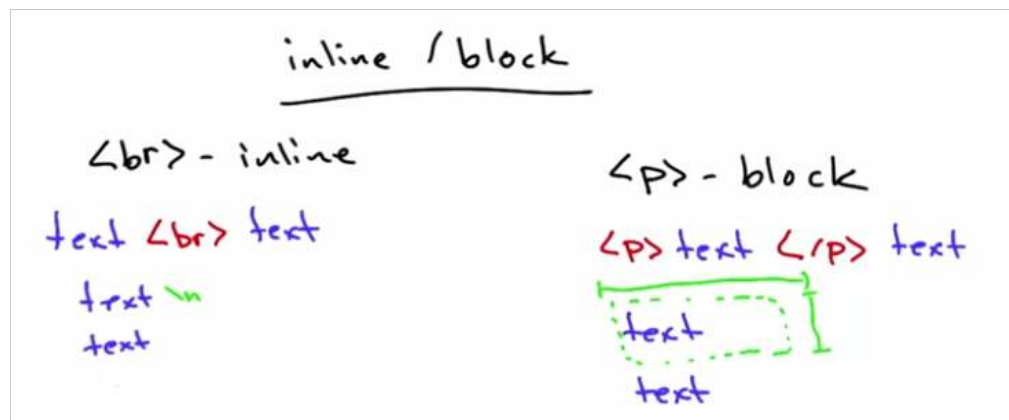 inline / block
<br> - inline
text <br> text
text \n
text
<p> - block
<p> text </p> text
text
text